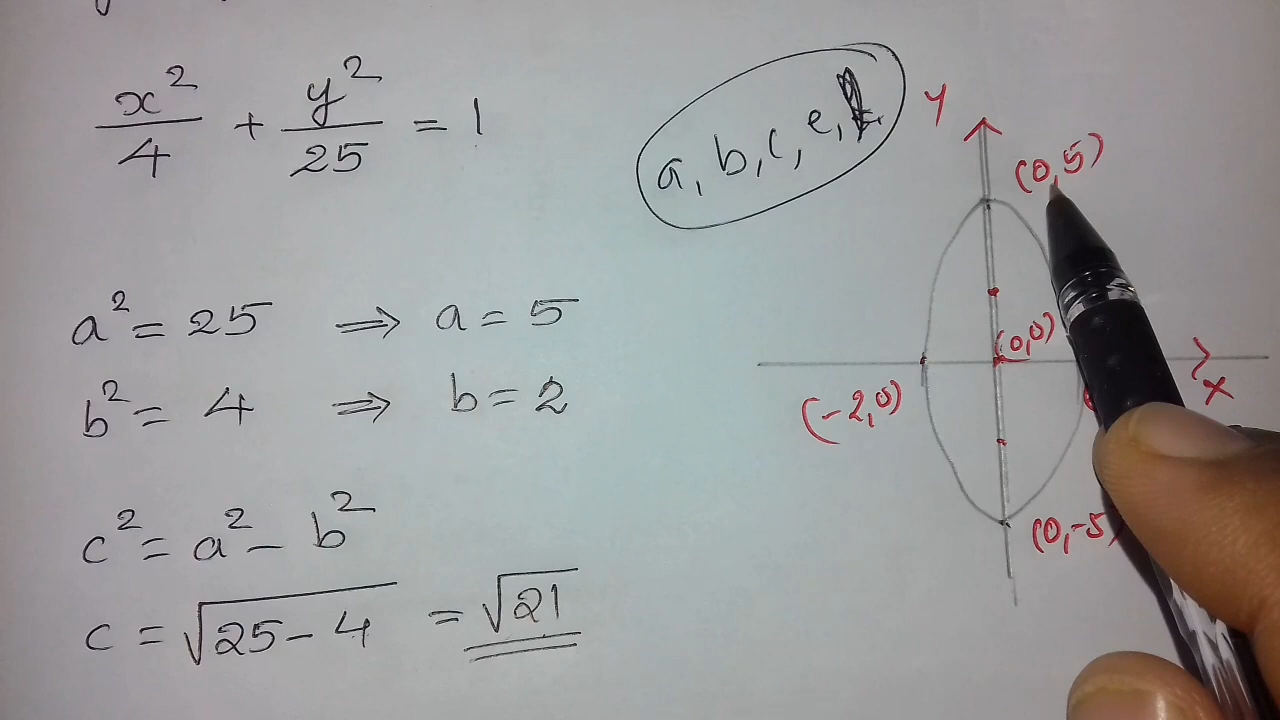 x²/4 + y²/25 = 1
a, b, c, e,
a² = 25 ⇒ a = 5
b² = 4 ⇒ b = 2
c² = a² - b²
c = √25-4 = √21
Y
(0,5)
(0,0)
X
(-2,0)
(0,-5